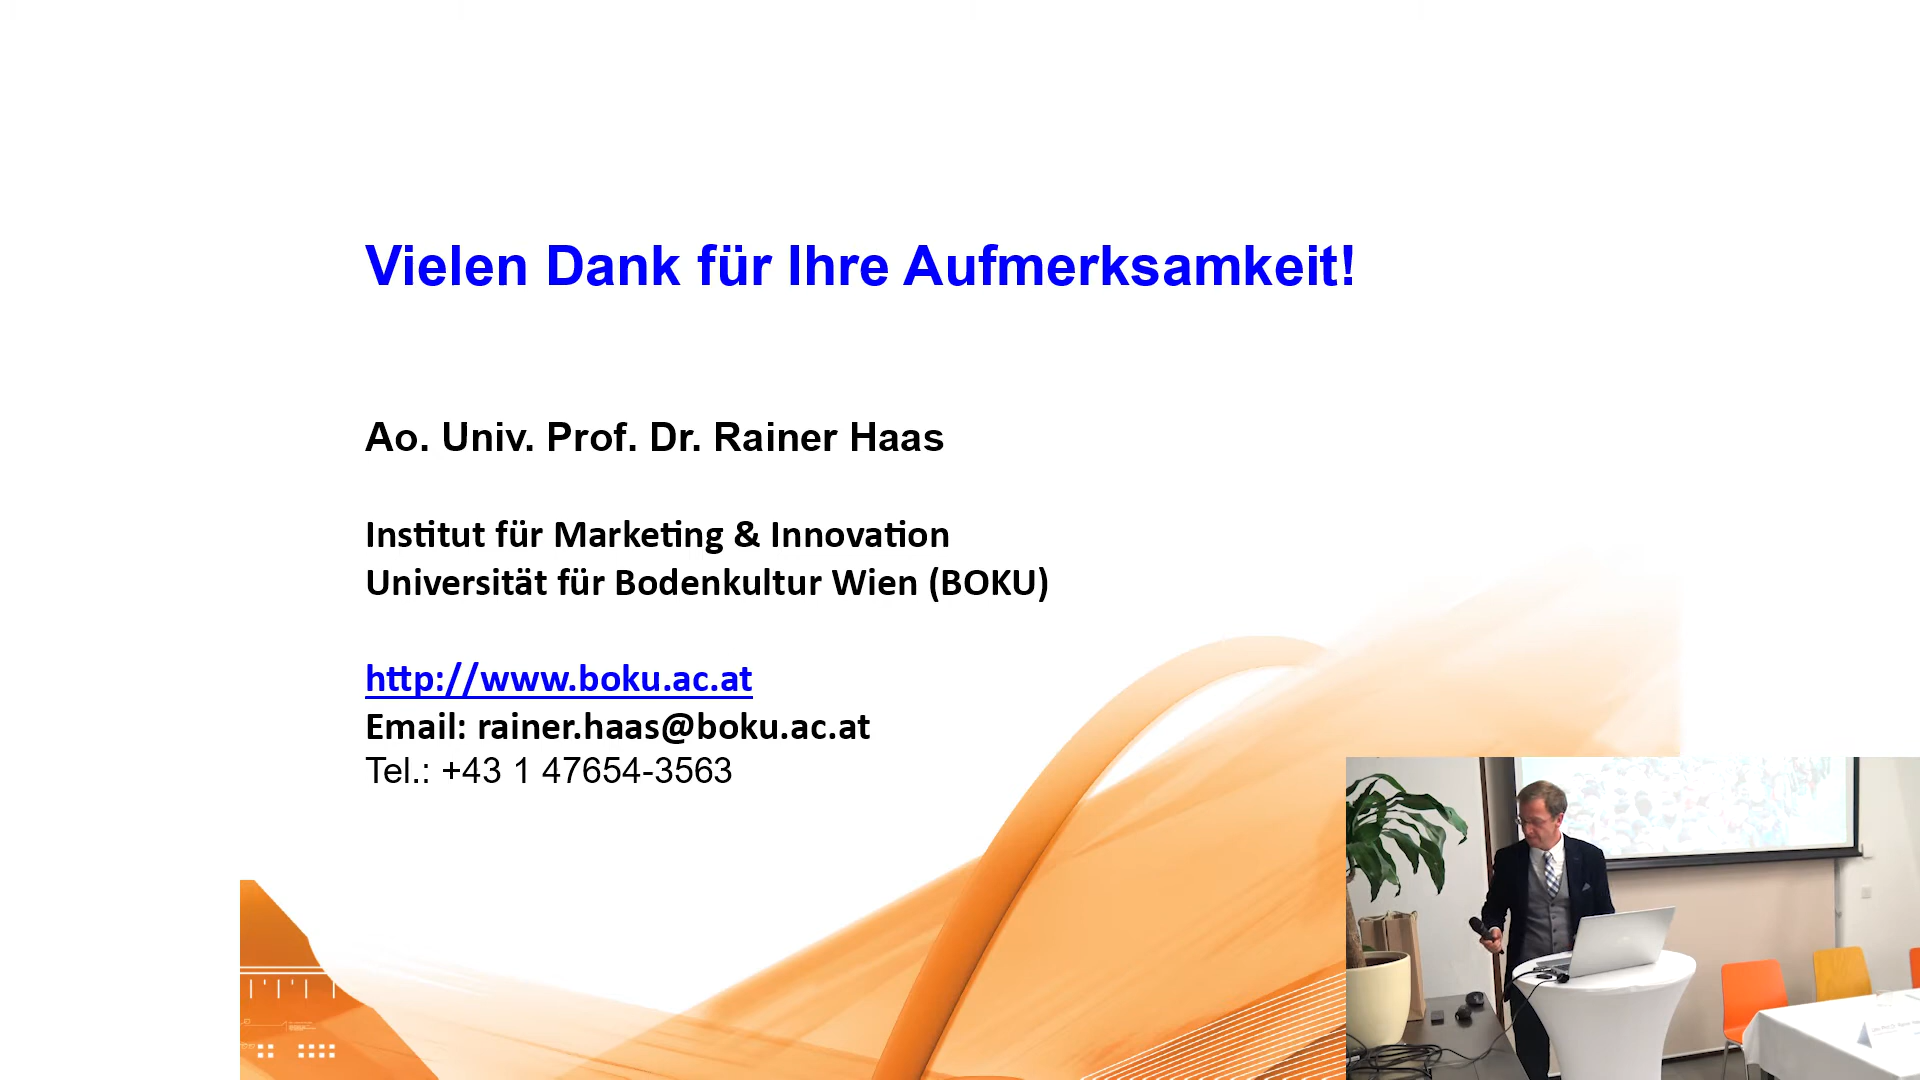 Vielen Dank für Ihre Aufmerksamkeit!
Ao. Univ. Prof. Dr. Rainer Haas
Institut für Marketing & Innovation
Universität für Bodenkultur Wien (BOKU)
http://www.boku.ac.at
Email: rainer.haas@boku.ac.at
Tel.: +43 1 47654-3563